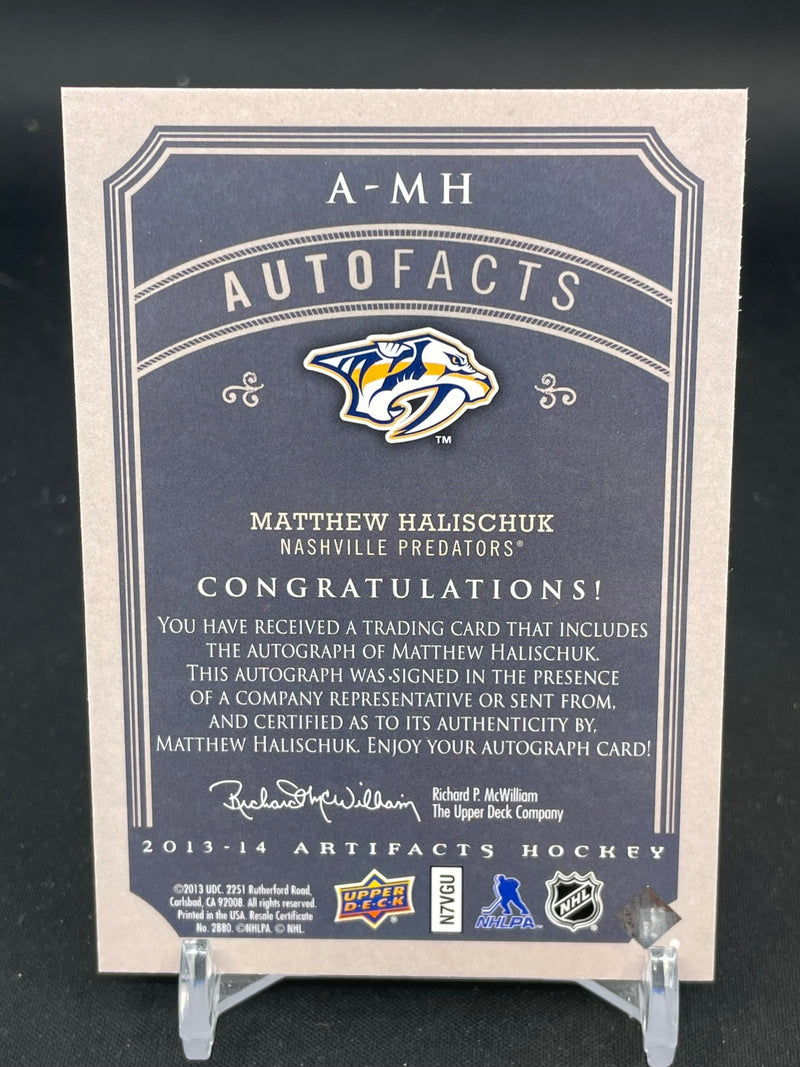 A-MH
AUTOFACTS
TM
MATTHEW HALISCHUK
NASHVILLE PREDATORS®
CONGRATULATIONS!
YOU HAVE RECEIVED A TRADING CARD THAT INCLUDES
THE AUTOGRAPH OF MATTHEW HALISCHUK.
THIS AUTOGRAPH WAS SIGNED IN THE PRESENCE
OF A COMPANY REPRESENTATIVE OR SENT FROM,
AND CERTIFIED AS TO ITS AUTHENTICITY BY,
MATTHEW HALISCHUK. ENJOY YOUR AUTOGRAPH CARD!
Richard McWilliam
Richard P. McWilliam
The Upper Deck Company
2013-14 ARTIFACTS HOCKEY
©2013 UDC. 2251 Rutherford Road,
Carlsbad, CA 92008. All rights reserved.
Printed in the USA. Resale Certificate
No. 2880. ©NHLPA. © NHL.
UPPER DECK
N7VGU
NHLPA
NHL